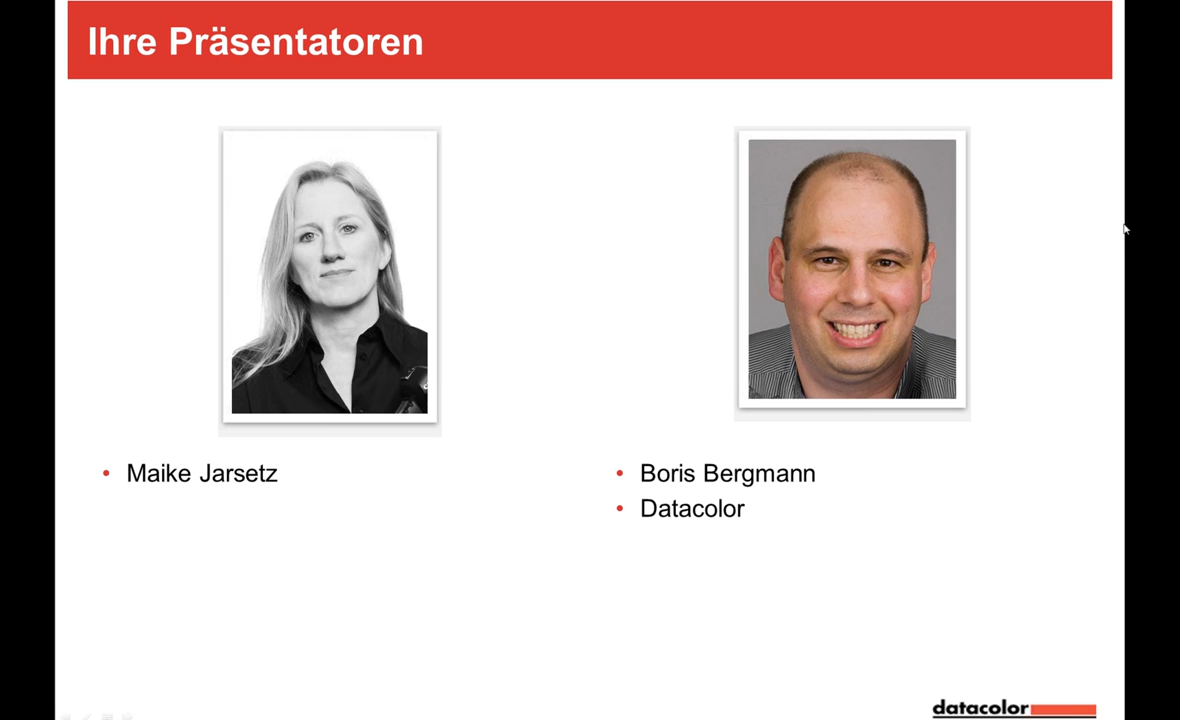 Ihre Präsentatoren
Maike Jarsetz
Boris Bergmann
Datacolor
datacolor